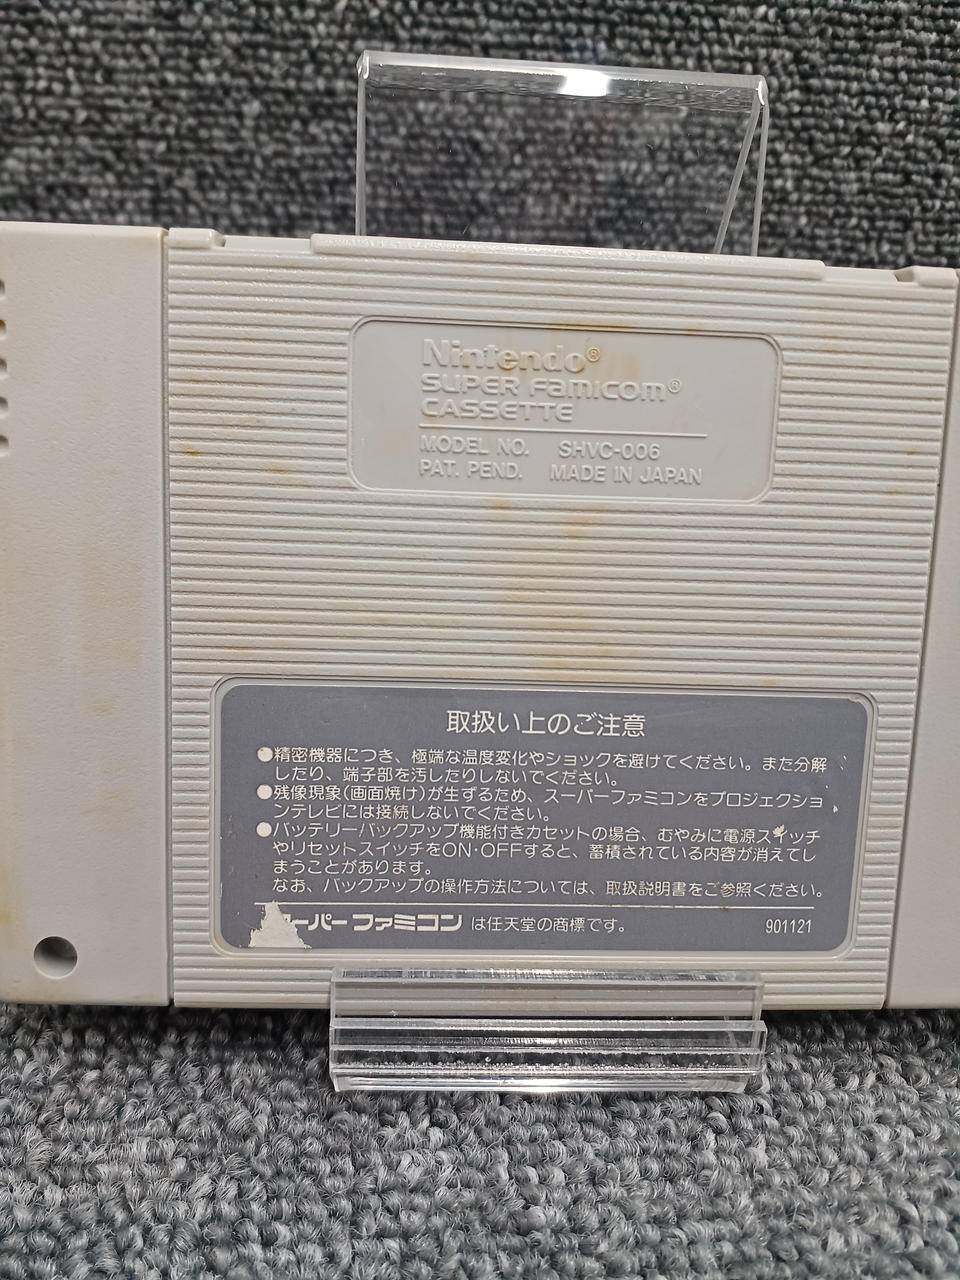 Nintendo®
SUPER FAMICOM®
CASSETTE
MODEL NO. SHVC-006
PAT. PEND. MADE IN JAPAN
取扱い上のご注意
●精密機器につき、極端な温度変化やショックを避けてください。また分解
したり、端子部を汚したりしないでください。
●残像現象(画面焼け)が生ずるため、スーパーファミコンをプロジェクショ
ンテレビには接続しないでください。
●バッテリーバックアップ機能付きカセットの場合、むやみに電源スイッチ
やリセットスイッチをON・OFFすると、蓄積されている内容が消えてし
まうことがあります。
なお、バックアップの操作方法については、取扱説明書をご参照ください。
ーパーファミコン は任天堂の商標です。 901121